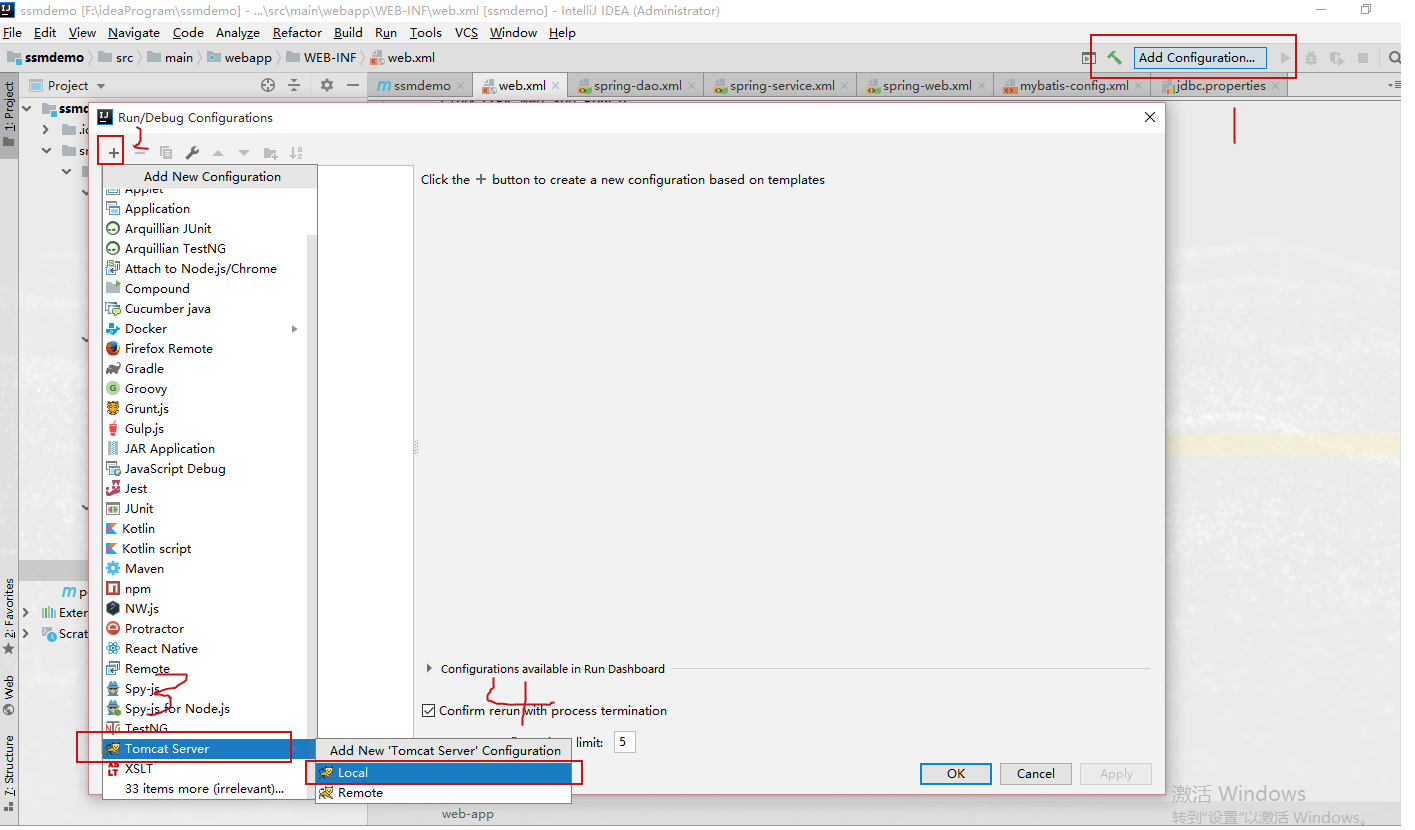 ssmdemo [F:\ideaProgram\ssmdemo] - ...\src\main\webapp\WEB-INF\web.xml [ssmdemo] - IntelliJ IDEA (Administrator)
File Edit View Navigate Code Analyze Refactor Build Run Tools VCS Window Help
ssmdemo src main webapp WEB-INF web.xml Add Configuration...
1: Project
Project
ssmdemo web.xml spring-dao.xml spring-service.xml spring-web.xml mybatis-config.xml jdbc.properties
1
Run/Debug Configurations
2
Add New Configuration
Click the + button to create a new configuration based on templates
Applet
Application
Arquillian JUnit
Arquillian TestNG
Attach to Node.js/Chrome
Compound
Cucumber java
Docker
Firefox Remote
Gradle
Groovy
Grunt.js
Gulp.js
JAR Application
JavaScript Debug
Jest
JUnit
Kotlin
Kotlin script
Maven
npm
NW.js
Protractor
React Native
Remote
Spy-js
Spy-js for Node.js
TestNG
Tomcat Server
XSLT
33 items more (irrelevant)...
3
Configurations available in Run Dashboard
4
Confirm rerun with process termination
limit: 5
Add New 'Tomcat Server' Configuration
Local
Remote
OK Cancel Apply
2: Favorites
Web
7: Structure
web-app
激活 Windows
转到"设置"以激活 Windows。